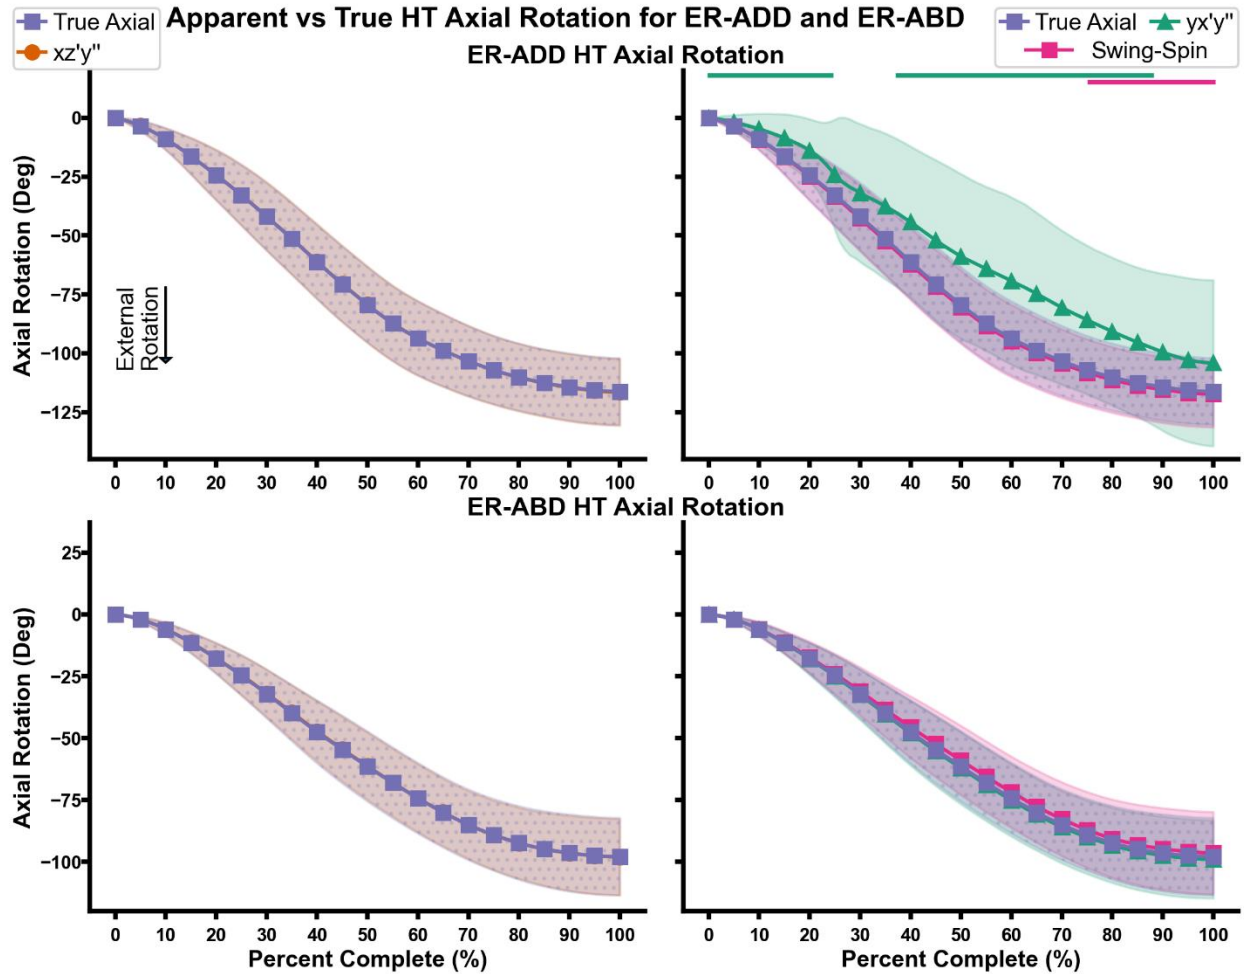 Apparent vs True HT Axial Rotation for ER-ADD and ER-ABD
True Axial
xz'y''
True Axial yx'y''
Swing-Spin
ER-ADD HT Axial Rotation
Axial Rotation (Deg)
0
−25
−50
−75
−100
−125
External
Rotation
0 10 20 30 40 50 60 70 80 90 100
0 10 20 30 40 50 60 70 80 90 100
ER-ABD HT Axial Rotation
Axial Rotation (Deg)
25
0
−25
−50
−75
−100
0 10 20 30 40 50 60 70 80 90 100
Percent Complete (%)
0 10 20 30 40 50 60 70 80 90 100
Percent Complete (%)